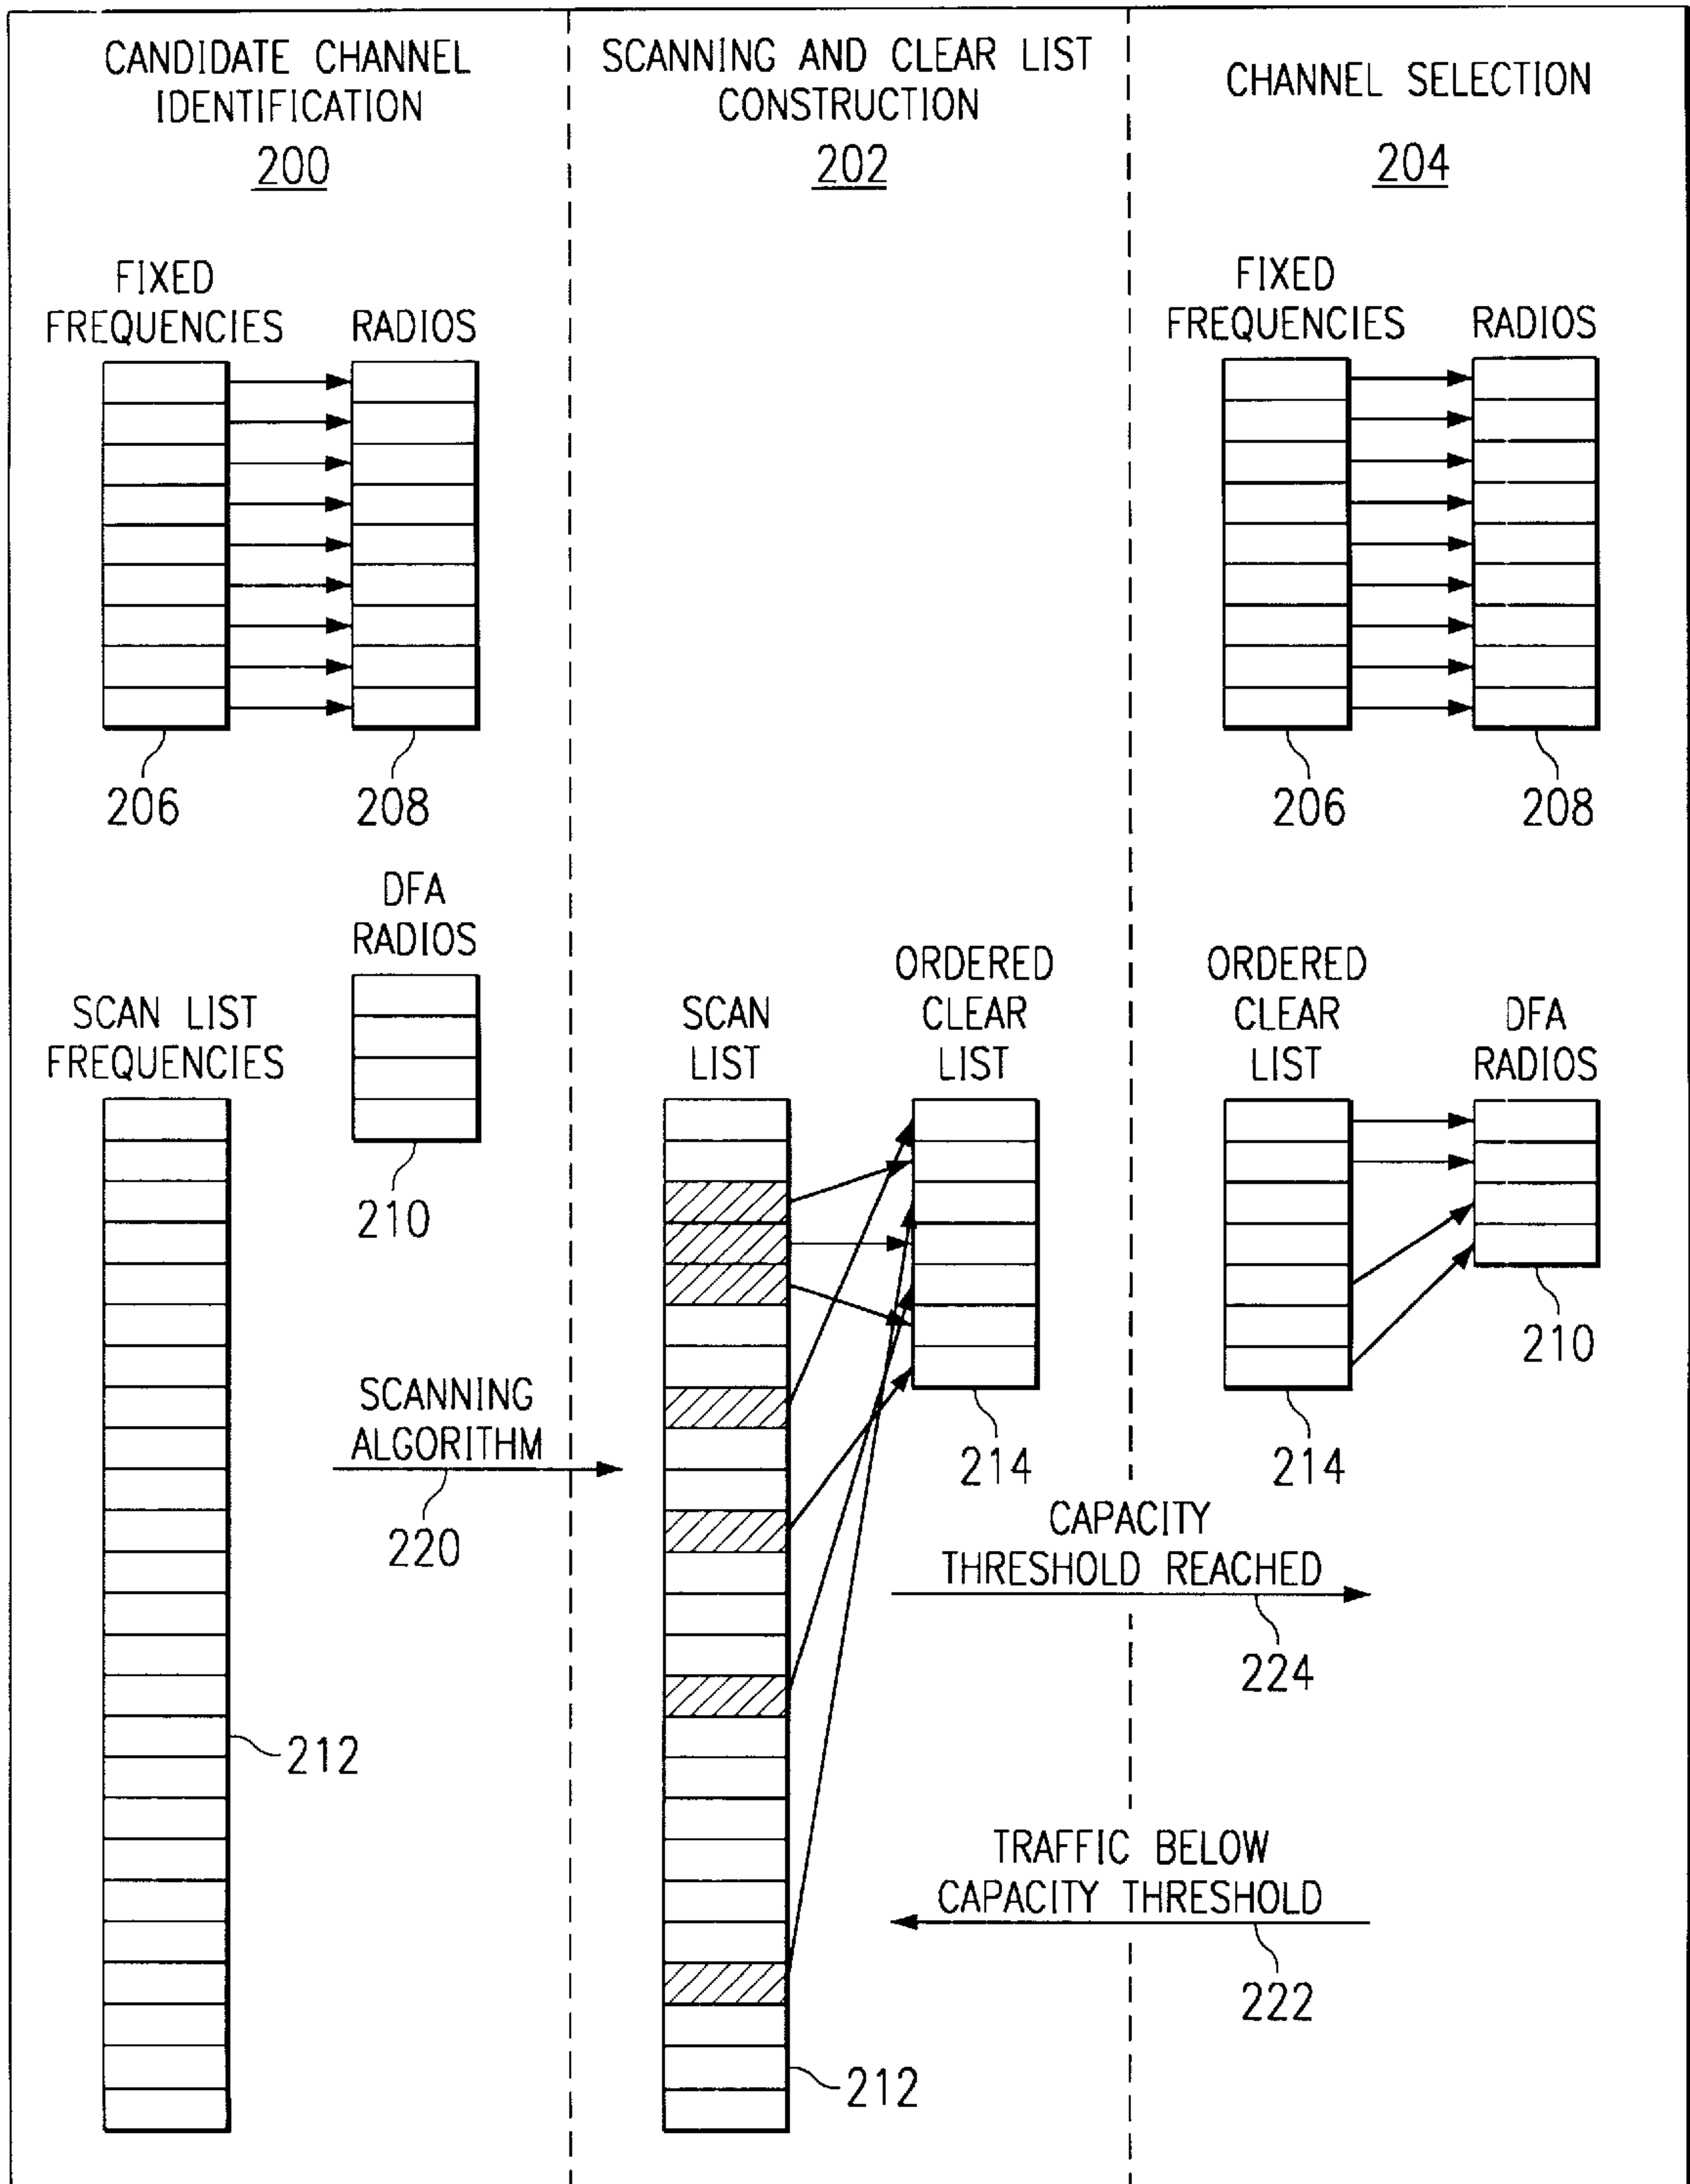 CANDIDATE CHANNEL
IDENTIFICATION
200
FIXED
FREQUENCIES
RADIOS
206
208
DFA
RADIOS
210
SCAN LIST
FREQUENCIES
212
SCANNING
ALGORITHM
220
SCANNING AND CLEAR LIST
CONSTRUCTION
202
SCAN
LIST
ORDERED
CLEAR
LIST
214
212
CAPACITY
THRESHOLD REACHED
224
TRAFFIC BELOW
CAPACITY THRESHOLD
222
CHANNEL SELECTION
204
FIXED
FREQUENCIES
RADIOS
206
208
ORDERED
CLEAR
LIST
DFA
RADIOS
214
210